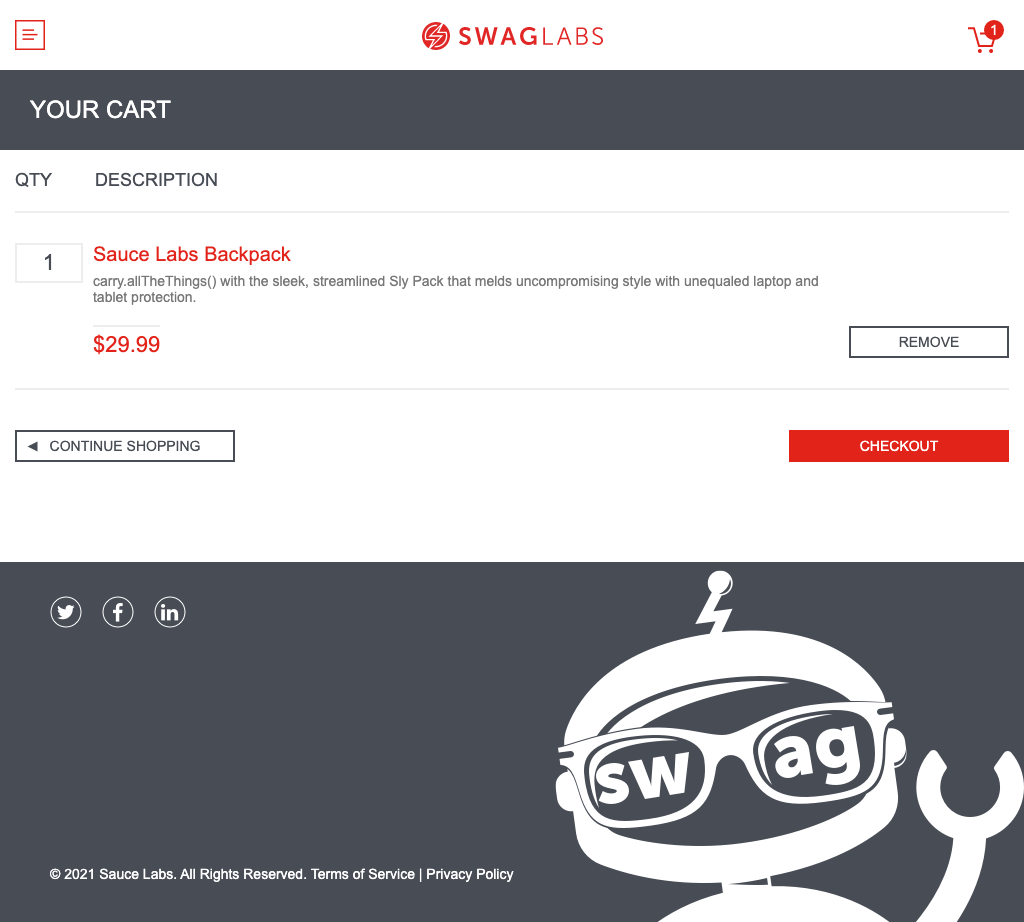 SWAGLABS
1
YOUR CART
QTY DESCRIPTION
1
Sauce Labs Backpack
carry.allTheThings() with the sleek, streamlined Sly Pack that melds uncompromising style with unequaled laptop and
tablet protection.
$29.99
REMOVE
CONTINUE SHOPPING
CHECKOUT
swag
© 2021 Sauce Labs. All Rights Reserved. Terms of Service | Privacy Policy